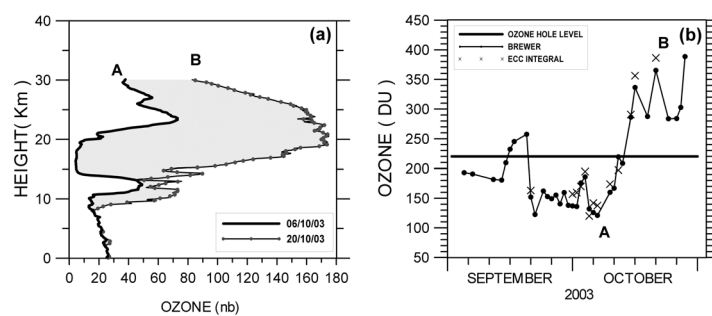 (a)
A
B
40
30
20
10
0
HEIGHT( Km)
06/10/03
20/10/03
0 20 40 60 80 100 120 140 160 180
OZONE (nb)
(b)
OZONE HOLE LEVEL
BREWER
ECC INTEGRAL
B
A
450
400
350
300
250
200
150
100
50
OZONE ( DU)
SEPTEMBER OCTOBER
2003